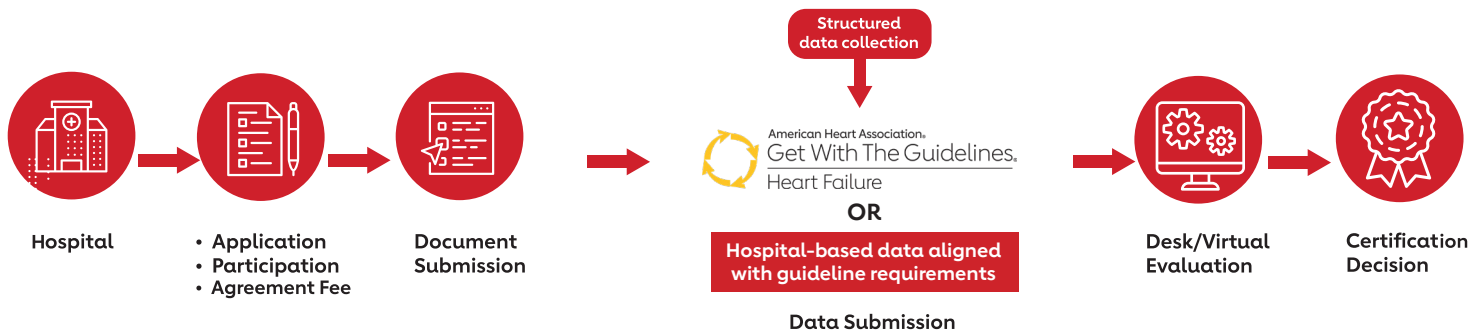 Structured
data collection
American Heart Association®
Get With The Guidelines®
Heart Failure
OR
Hospital-based data aligned
with guideline requirements
Data Submission
Hospital
• Application
• Participation
• Agreement Fee
Document
Submission
Desk/Virtual
Evaluation
Certification
Decision